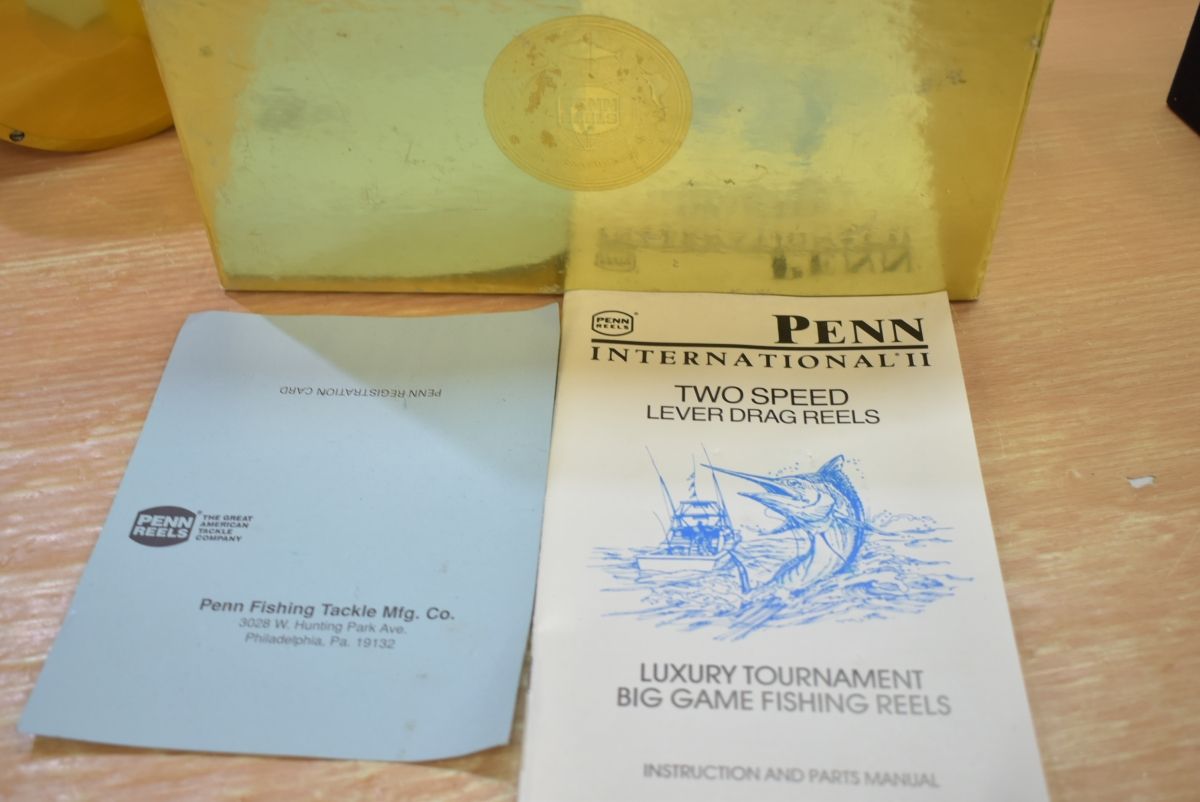 PENN
REELS
PENN REGISTRATION CARD
PENN
REELS®
THE GREAT
AMERICAN
TACKLE
COMPANY
Penn Fishing Tackle Mfg. Co.
3028 W. Hunting Park Ave.
Philadelphia, Pa. 19132
PENN
REELS®
PENN
INTERNATIONAL® II
TWO SPEED
LEVER DRAG REELS
LUXURY TOURNAMENT
BIG GAME FISHING REELS
INSTRUCTION AND PARTS MANUAL